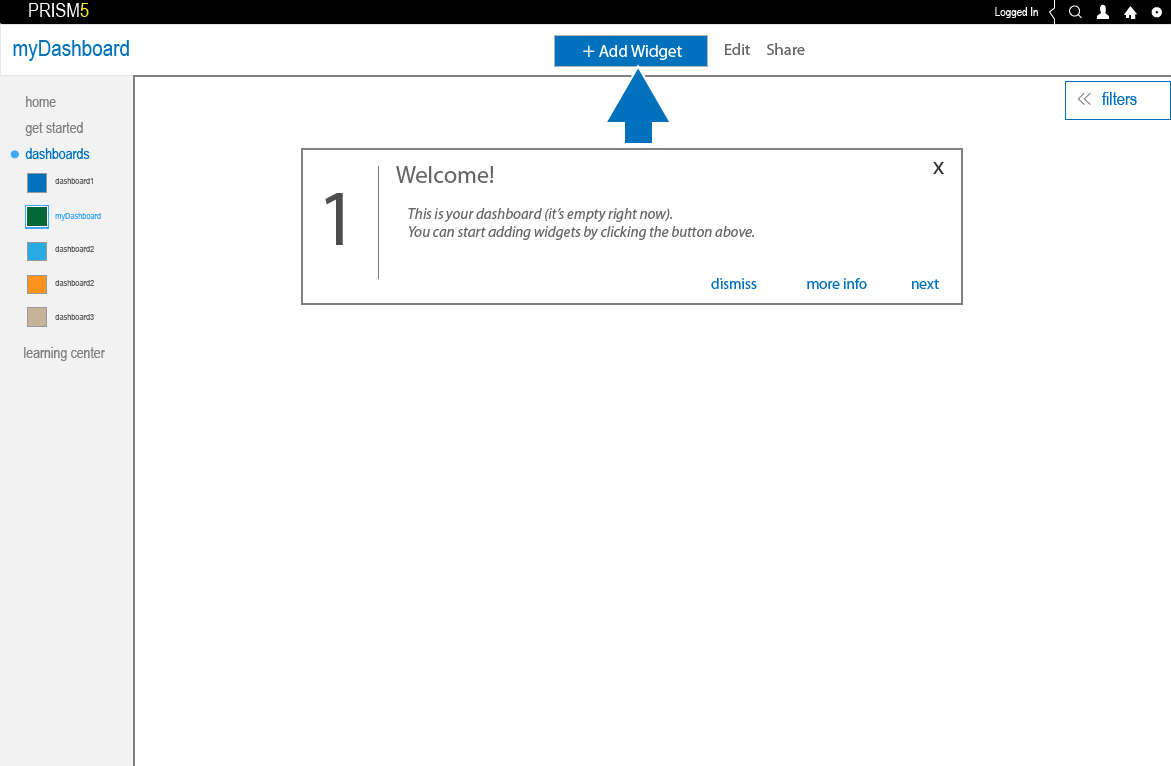 PRISM5
Logged In
myDashboard
+ Add Widget
Edit
Share
filters
home
get started
dashboards
dashboard1
myDashboard
dashboard2
dashboard2
dashboard3
learning center
1
Welcome!
X
This is your dashboard (it's empty right now).
You can start adding widgets by clicking the button above.
dismiss
more info
next